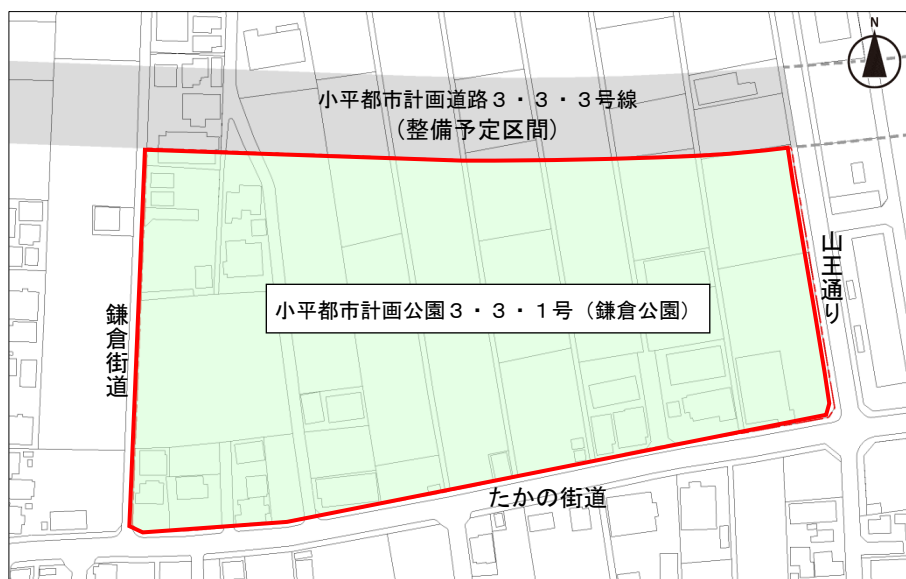 N
小平都市計画道路３・３・３号線
（整備予定区間）
山王通り
小平都市計画公園３・３・１号（鎌倉公園）
鎌倉街道
たかの街道